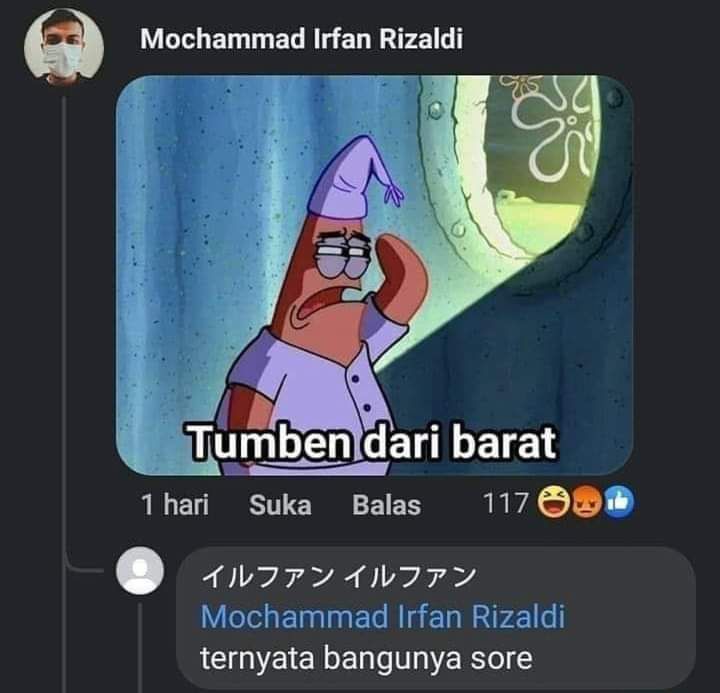 Mochammad Irfan Rizaldi
Tumben dari barat
1 hari Suka Balas 117
イルファン イルファン
Mochammad Irfan Rizaldi
ternyata bangunya sore